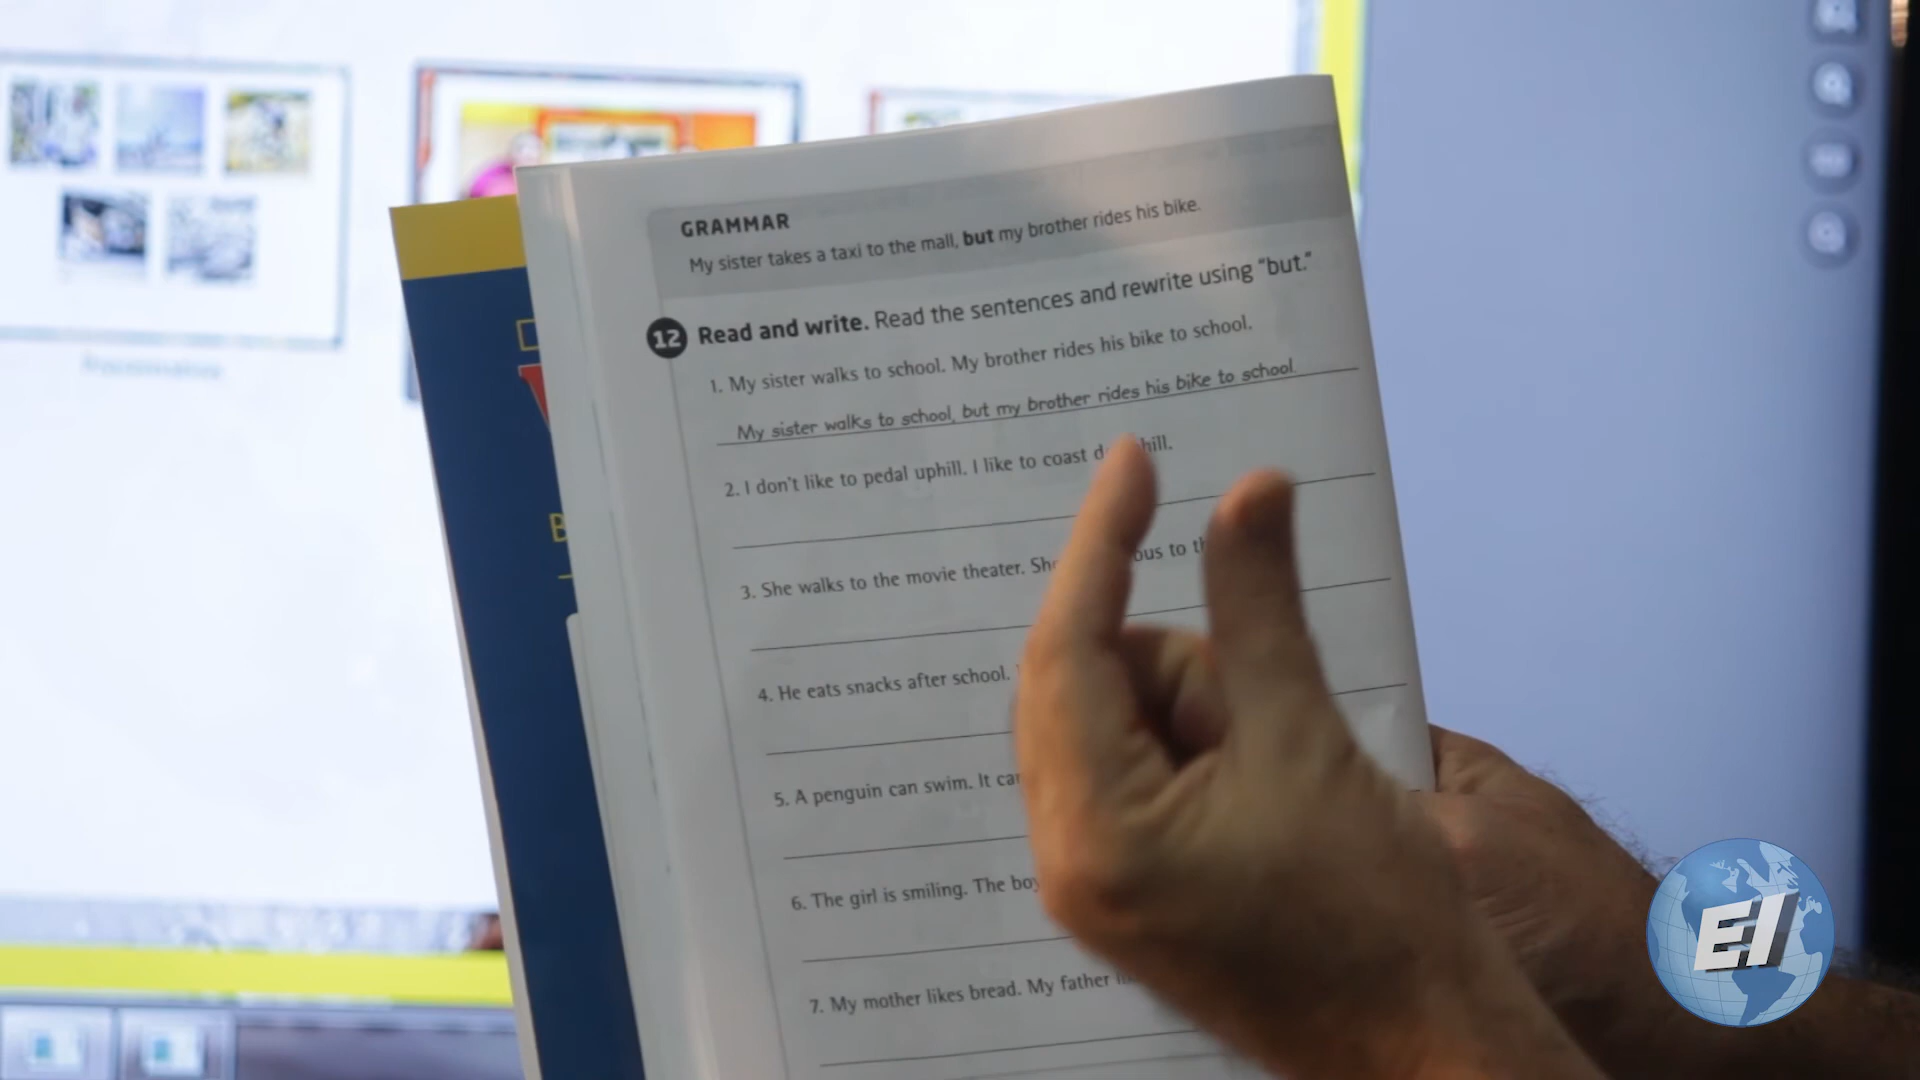 GRAMMAR
My sister takes a taxi to the mall, but my brother rides his bike.
12 Read and write. Read the sentences and rewrite using "but."
1. My sister walks to school. My brother rides his bike to school.
My sister walks to school, but my brother rides his bike to school.
2. I don't like to pedal uphill. I like to coast hill.
3. She walks to the movie theater. bus to
4. He eats snacks after school.
5. A penguin can swim. It
6. The girl is smiling. The
7. My mother likes bread. My father
EI